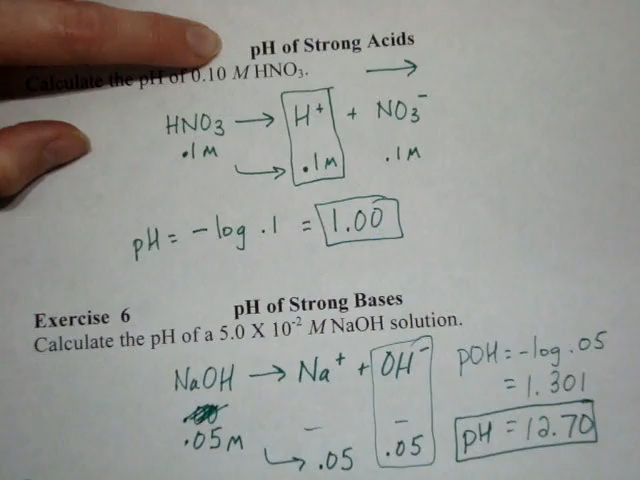 pH of Strong Acids
Calculate the pH of 0.10 M HNO3.
HNO3 → H+ + NO3-
.1M → .1M .1M
pH = -log .1 = 1.00
Exercise 6 pH of Strong Bases
Calculate the pH of a 5.0 X 10-2 M NaOH solution.
NaOH → Na+ + OH- pOH = -log .05
= 1.301
.05M → .05 .05 pH = 12.70